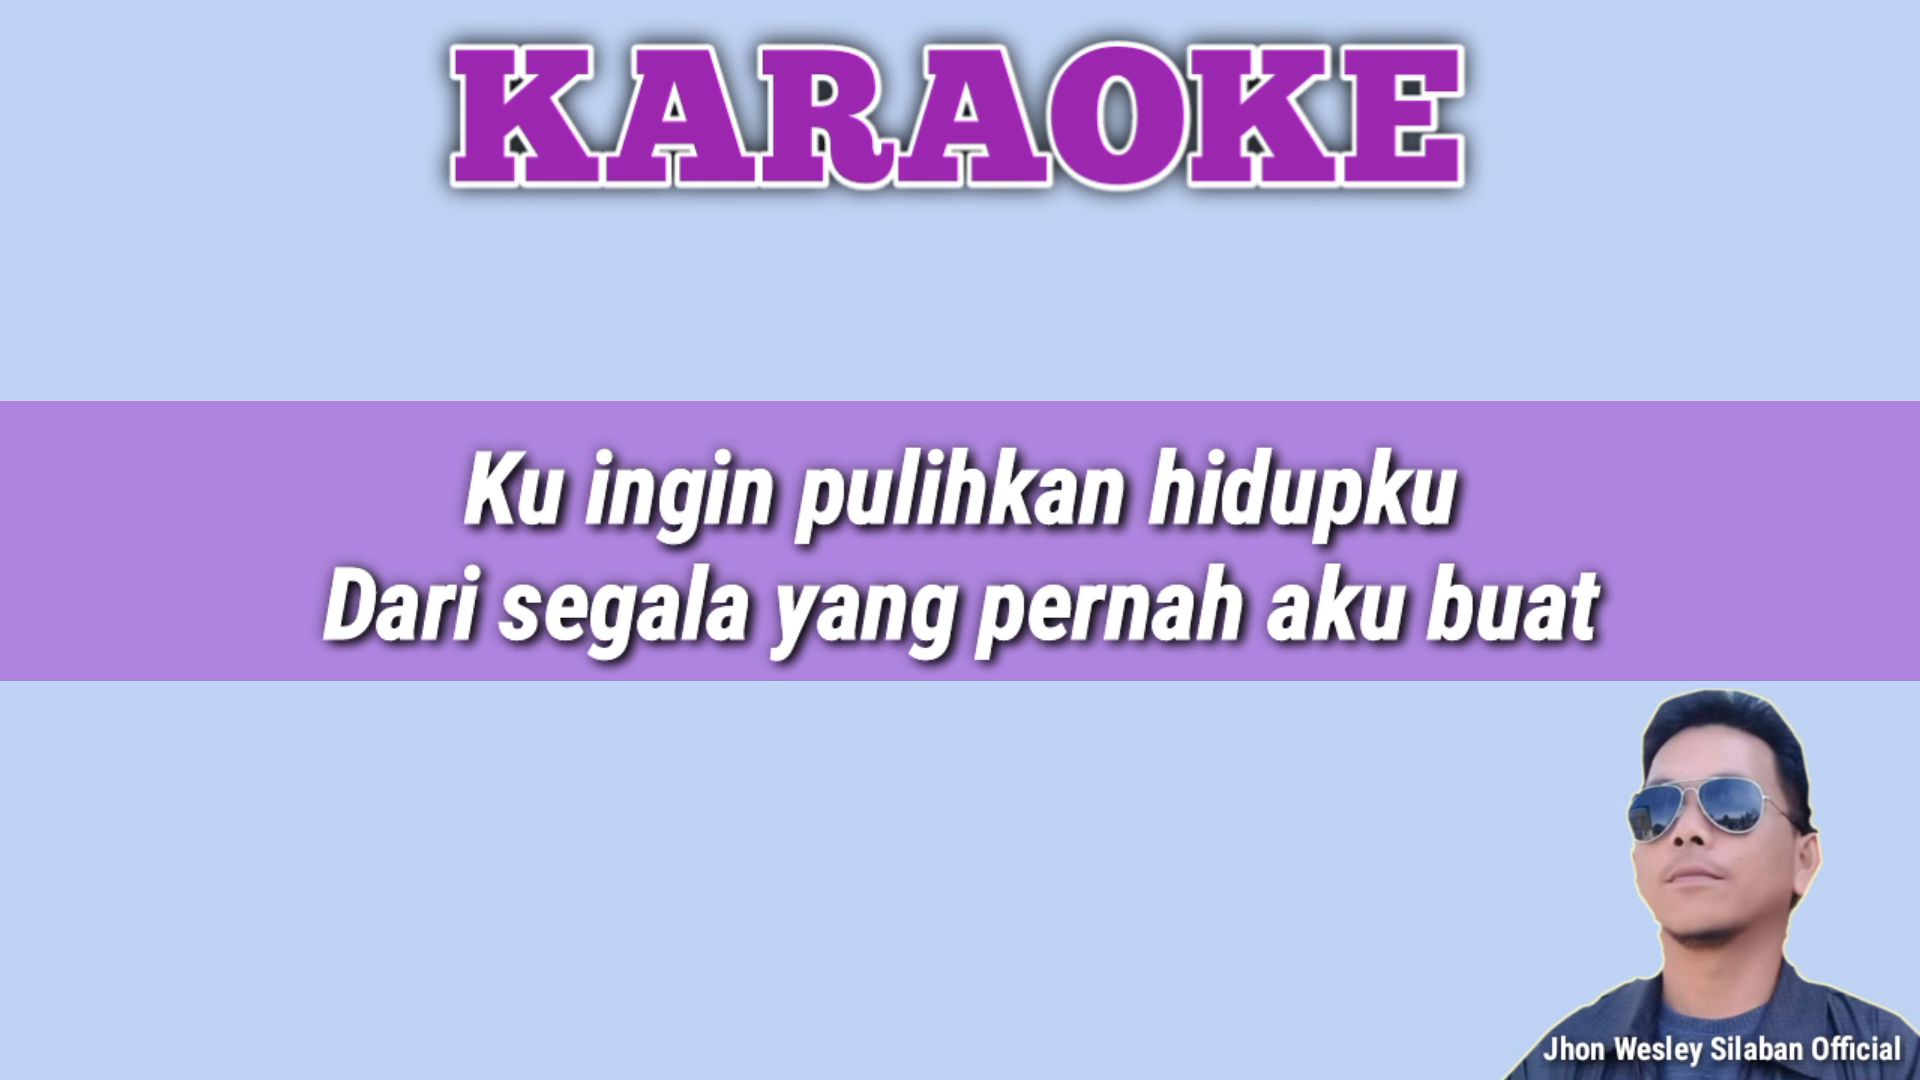 KARAOKE
Ku ingin pulihkan hidupku
Dari segala yang pernah aku buat
Jhon Wesley Silaban Official